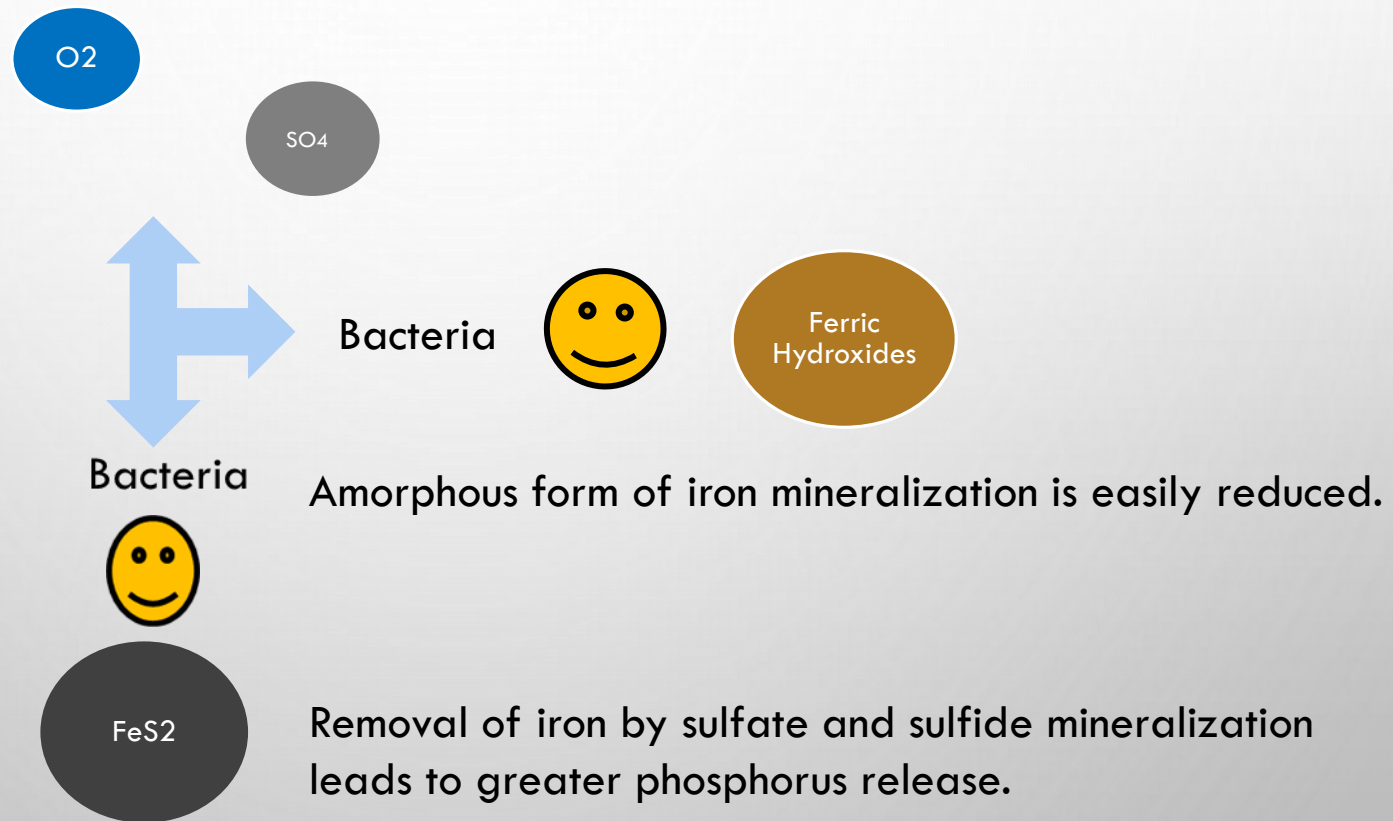 O2
SO4
Bacteria
Ferric
Hydroxides
Bacteria
Amorphous form of iron mineralization is easily reduced.
FeS2
Removal of iron by sulfate and sulfide mineralization
leads to greater phosphorus release.